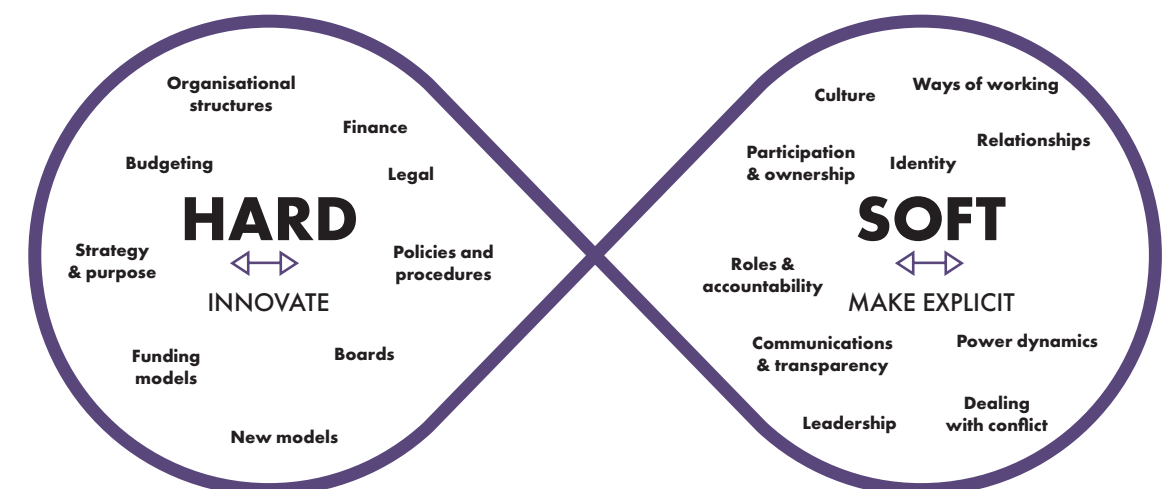 Organisational
structures
Finance
Budgeting
Legal
HARD
Strategy
& purpose
Policies and
procedures
INNOVATE
Funding
models
Boards
New models
Culture
Ways of working
Relationships
Participation
& ownership
Identity
SOFT
Roles &
accountability
MAKE EXPLICIT
Communications
& transparency
Power dynamics
Leadership
Dealing
with conflict